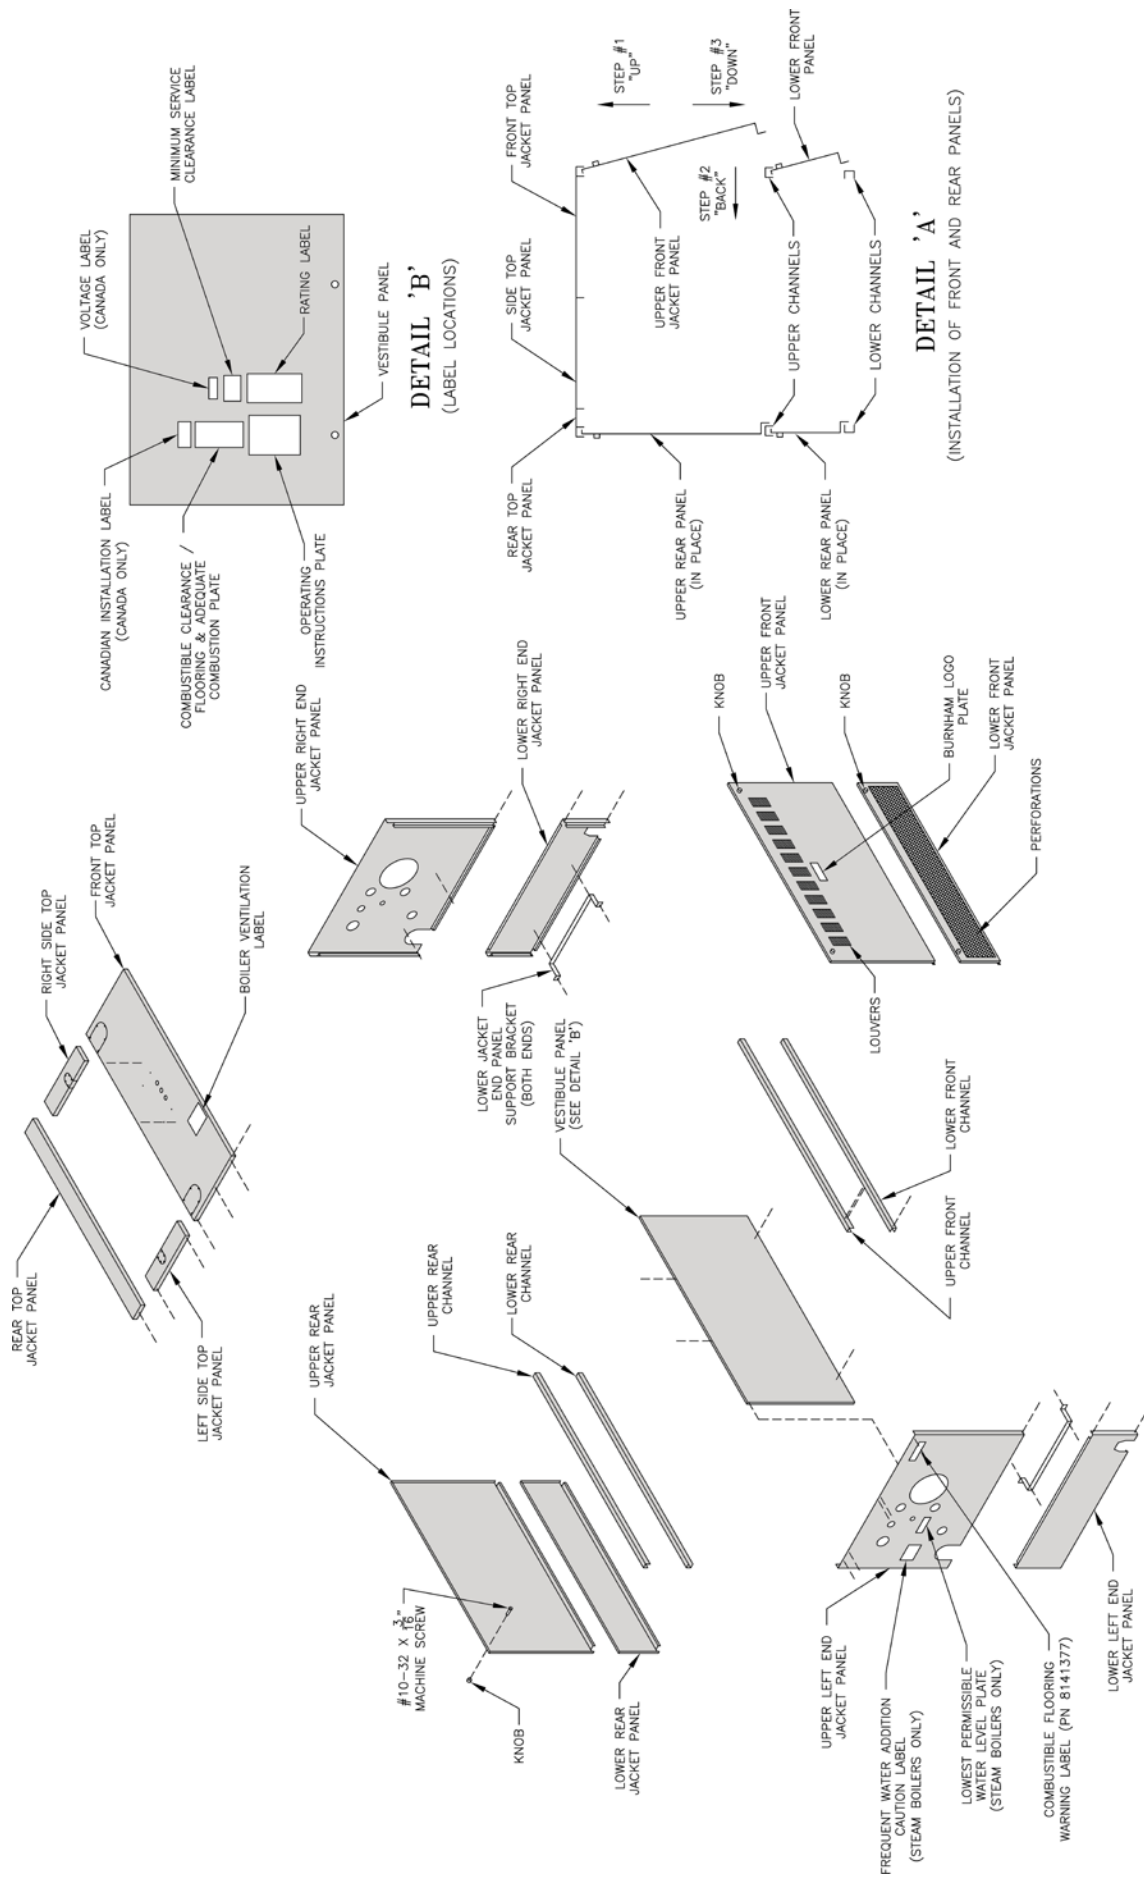 REAR TOP
JACKET PANEL
RIGHT SIDE TOP
JACKET PANEL
FRONT TOP
JACKET PANEL
BOILER VENTILATION
LABEL
LEFT SIDE TOP
JACKET PANEL
CANADIAN INSTALLATION LABEL
(CANADA ONLY)
VOLTAGE LABEL
(CANADA ONLY)
MINIMUM SERVICE
CLEARANCE LABEL
COMBUSTIBLE CLEARANCE /
FLOORING & ADEQUATE
COMBUSTION PLATE
OPERATING
INSTRUCTIONS PLATE
RATING LABEL
VESTIBULE PANEL
DETAIL 'B'
(LABEL LOCATIONS)
UPPER REAR
JACKET PANEL
UPPER REAR
CHANNEL
LOWER REAR
CHANNEL
#10-32 X 3/16"
MACHINE SCREW
KNOB
LOWER REAR
JACKET PANEL
UPPER RIGHT END
JACKET PANEL
LOWER RIGHT END
JACKET PANEL
LOWER JACKET
END PANEL
SUPPORT BRACKET
(BOTH ENDS)
VESTIBULE PANEL
(SEE DETAIL 'B')
REAR TOP
JACKET PANEL
SIDE TOP
JACKET PANEL
FRONT TOP
JACKET PANEL
STEP #1
"UP"
STEP #2
"BACK"
STEP #3
"DOWN"
UPPER FRONT
JACKET PANEL
LOWER FRONT
PANEL
UPPER REAR PANEL
(IN PLACE)
UPPER CHANNELS
LOWER REAR PANEL
(IN PLACE)
LOWER CHANNELS
DETAIL 'A'
(INSTALLATION OF FRONT AND REAR PANELS)
UPPER LEFT END
JACKET PANEL
FREQUENT WATER ADDITION
CAUTION LABEL
(STEAM BOILERS ONLY)
LOWEST PERMISSIBLE
WATER LEVEL PLATE
(STEAM BOILERS ONLY)
COMBUSTIBLE FLOORING
WARNING LABEL (PN 8141377)
LOWER LEFT END
JACKET PANEL
UPPER FRONT
CHANNEL
LOWER FRONT
CHANNEL
KNOB
UPPER FRONT
JACKET PANEL
LOUVERS
KNOB
BURNHAM LOGO
PLATE
LOWER FRONT
JACKET PANEL
PERFORATIONS